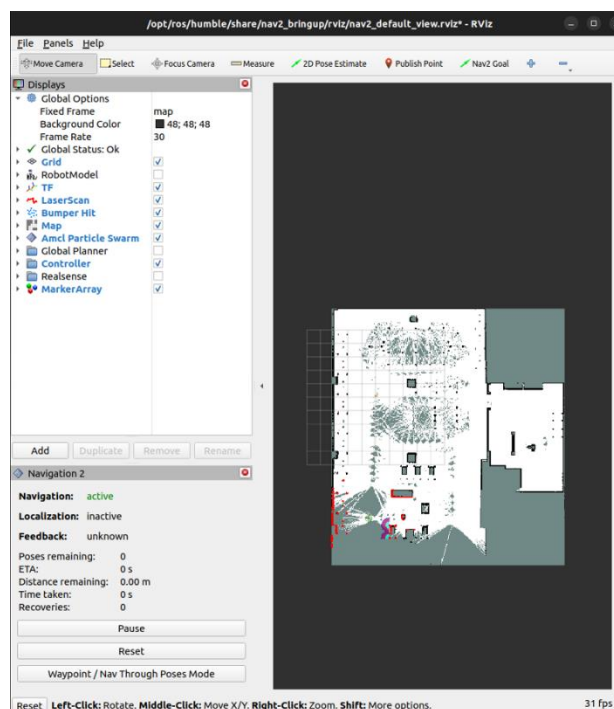 /opt/ros/humble/share/nav2_bringup/rviz/nav2_default_view.rviz* - RViz
File Panels Help
Move Camera Select Focus Camera Measure 2D Pose Estimate Publish Point Nav2 Goal
Displays
Global Options
Fixed Frame map
Background Color 48; 48; 48
Frame Rate 30
Global Status: Ok
Grid
RobotModel
TF
LaserScan
Bumper Hit
Map
Amcl Particle Swarm
Global Planner
Controller
Realsense
MarkerArray
Add Duplicate Remove Rename
Navigation 2
Navigation: active
Localization: inactive
Feedback: unknown
Poses remaining: 0
ETA: 0 s
Distance remaining: 0.00 m
Time taken: 0 s
Recoveries: 0
Pause
Reset
Waypoint / Nav Through Poses Mode
Reset Left-Click: Rotate. Middle-Click: Move X/Y. Right-Click: Zoom. Shift: More options. 31 fps